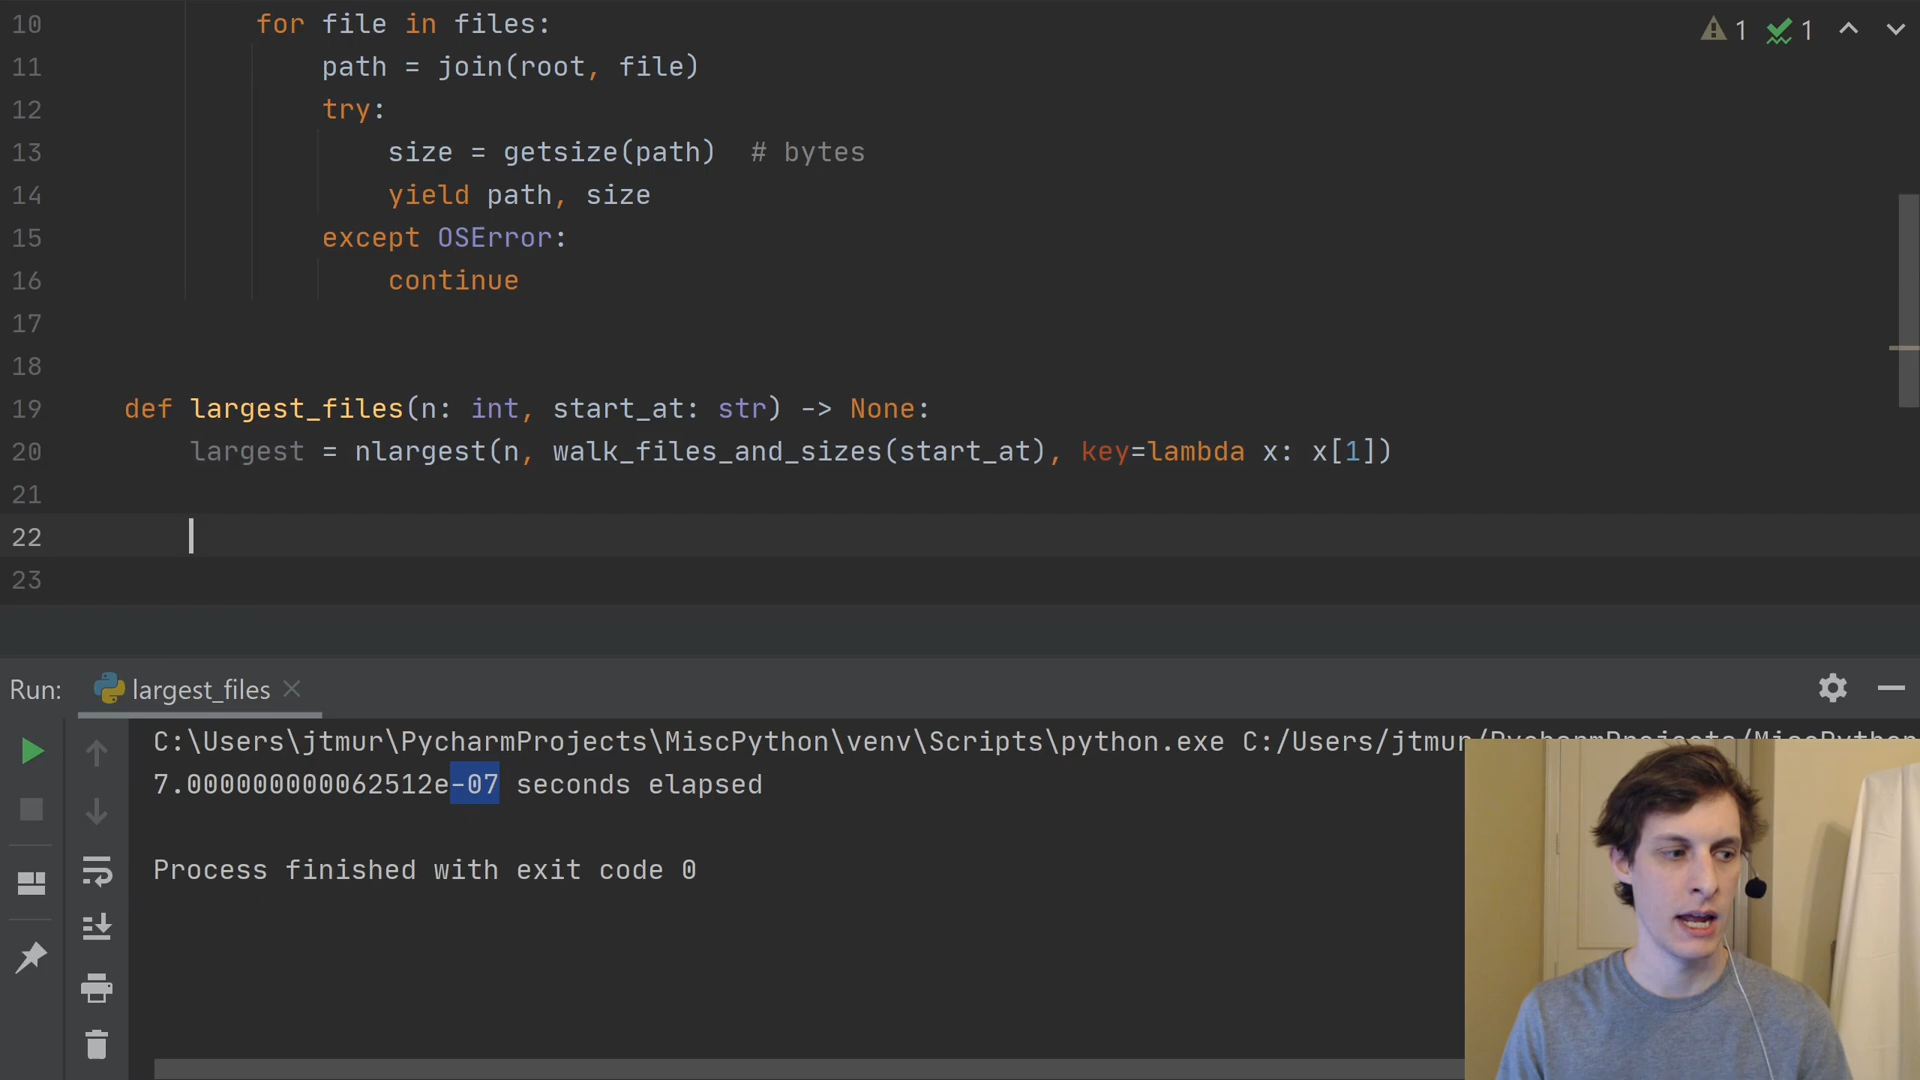 10 for file in files:
11 path = join(root, file)
12 try:
13 size = getsize(path)  # bytes
14 yield path, size
15 except OSError:
16 continue
17
18
19 def largest_files(n: int, start_at: str) -> None:
20 largest = nlargest(n, walk_files_and_sizes(start_at), key=lambda x: x[1])
21
22
23
1 1
Run: largest_files
C:\Users\jtmur\PycharmProjects\MiscPython\venv\Scripts\python.exe C:/Users/jtmur/PycharmProjects/MiscPython
7.000000000062512e-07 seconds elapsed
Process finished with exit code 0